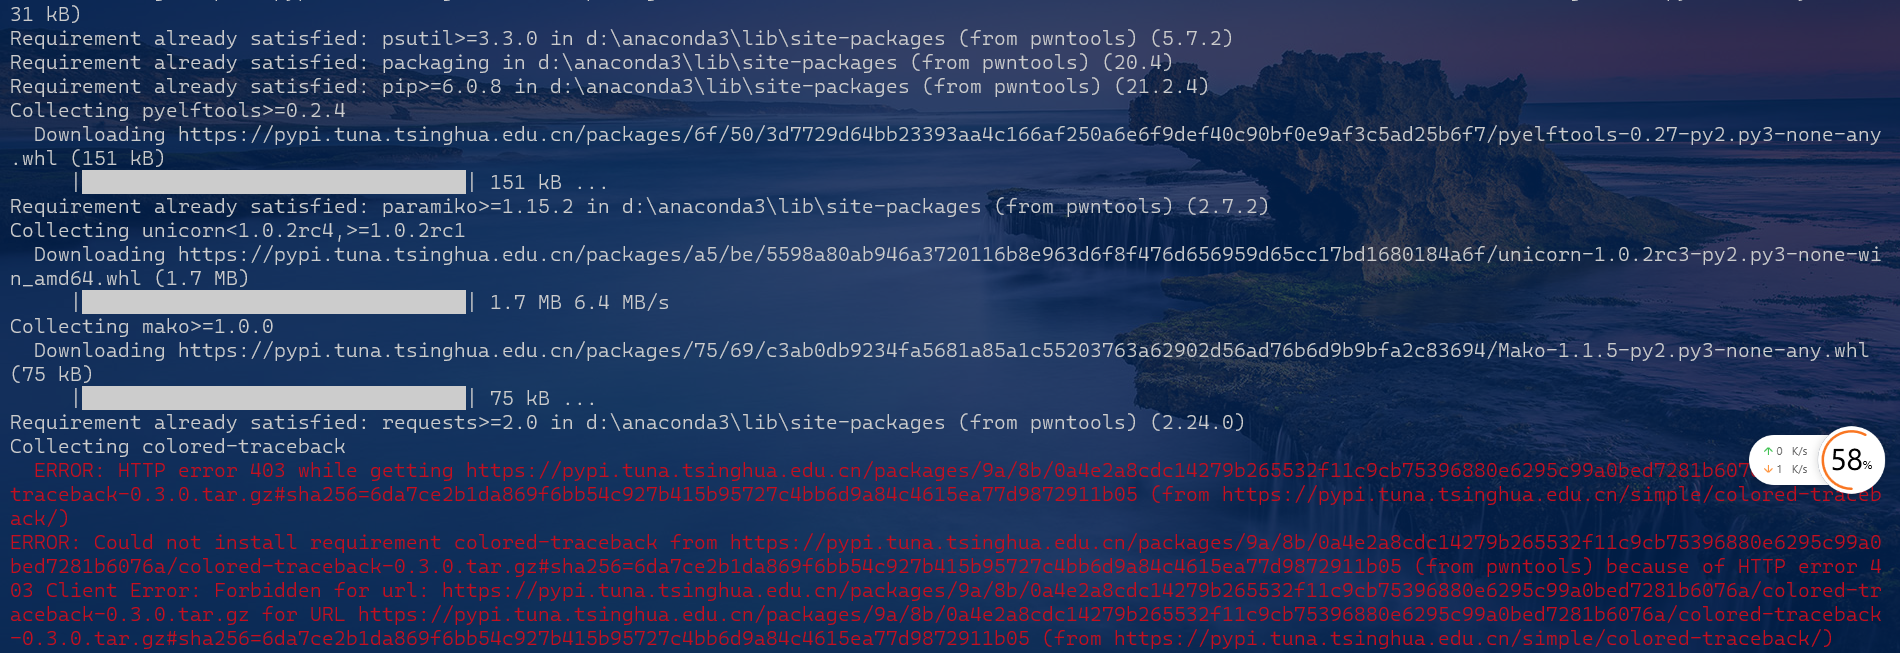 31 kB)
Requirement already satisfied: psutil>=3.3.0 in d:\anaconda3\lib\site-packages (from pwntools) (5.7.2)
Requirement already satisfied: packaging in d:\anaconda3\lib\site-packages (from pwntools) (20.4)
Requirement already satisfied: pip>=6.0.8 in d:\anaconda3\lib\site-packages (from pwntools) (21.2.4)
Collecting pyelftools>=0.2.4
  Downloading https://pypi.tuna.tsinghua.edu.cn/packages/6f/50/3d7729d64bb23393aa4c166af250a6e6f9def40c90bf0e9af3c5ad25b6f7/pyelftools-0.27-py2.py3-none-any
.whl (151 kB)
| 151 kB ...
Requirement already satisfied: paramiko>=1.15.2 in d:\anaconda3\lib\site-packages (from pwntools) (2.7.2)
Collecting unicorn<1.0.2rc4,>=1.0.2rc1
  Downloading https://pypi.tuna.tsinghua.edu.cn/packages/a5/be/5598a80ab946a3720116b8e963d6f8f476d656959d65cc17bd1680184a6f/unicorn-1.0.2rc3-py2.py3-none-wi
n_amd64.whl (1.7 MB)
| 1.7 MB 6.4 MB/s
Collecting mako>=1.0.0
  Downloading https://pypi.tuna.tsinghua.edu.cn/packages/75/69/c3ab0db9234fa5681a85a1c55203763a62902d56ad76b6d9b9bfa2c83694/Mako-1.1.5-py2.py3-none-any.whl
(75 kB)
| 75 kB ...
Requirement already satisfied: requests>=2.0 in d:\anaconda3\lib\site-packages (from pwntools) (2.24.0)
Collecting colored-traceback
  ERROR: HTTP error 403 while getting https://pypi.tuna.tsinghua.edu.cn/packages/9a/8b/0a4e2a8cdc14279b265532f11c9cb75396880e6295c99a0bed7281b607
traceback-0.3.0.tar.gz#sha256=6da7ce2b1da869f6bb54c927b415b95727c4bb6d9a84c4615ea77d9872911b05 (from https://pypi.tuna.tsinghua.edu.cn/simple/colored-traceb
ack/)
ERROR: Could not install requirement colored-traceback from https://pypi.tuna.tsinghua.edu.cn/packages/9a/8b/0a4e2a8cdc14279b265532f11c9cb75396880e6295c99a0
bed7281b6076a/colored-traceback-0.3.0.tar.gz#sha256=6da7ce2b1da869f6bb54c927b415b95727c4bb6d9a84c4615ea77d9872911b05 (from pwntools) because of HTTP error 4
03 Client Error: Forbidden for url: https://pypi.tuna.tsinghua.edu.cn/packages/9a/8b/0a4e2a8cdc14279b265532f11c9cb75396880e6295c99a0bed7281b6076a/colored-tr
aceback-0.3.0.tar.gz for URL https://pypi.tuna.tsinghua.edu.cn/packages/9a/8b/0a4e2a8cdc14279b265532f11c9cb75396880e6295c99a0bed7281b6076a/colored-traceback
-0.3.0.tar.gz#sha256=6da7ce2b1da869f6bb54c927b415b95727c4bb6d9a84c4615ea77d9872911b05 (from https://pypi.tuna.tsinghua.edu.cn/simple/colored-traceback/)
↑ 0 K/s
↓ 1 K/s
58%